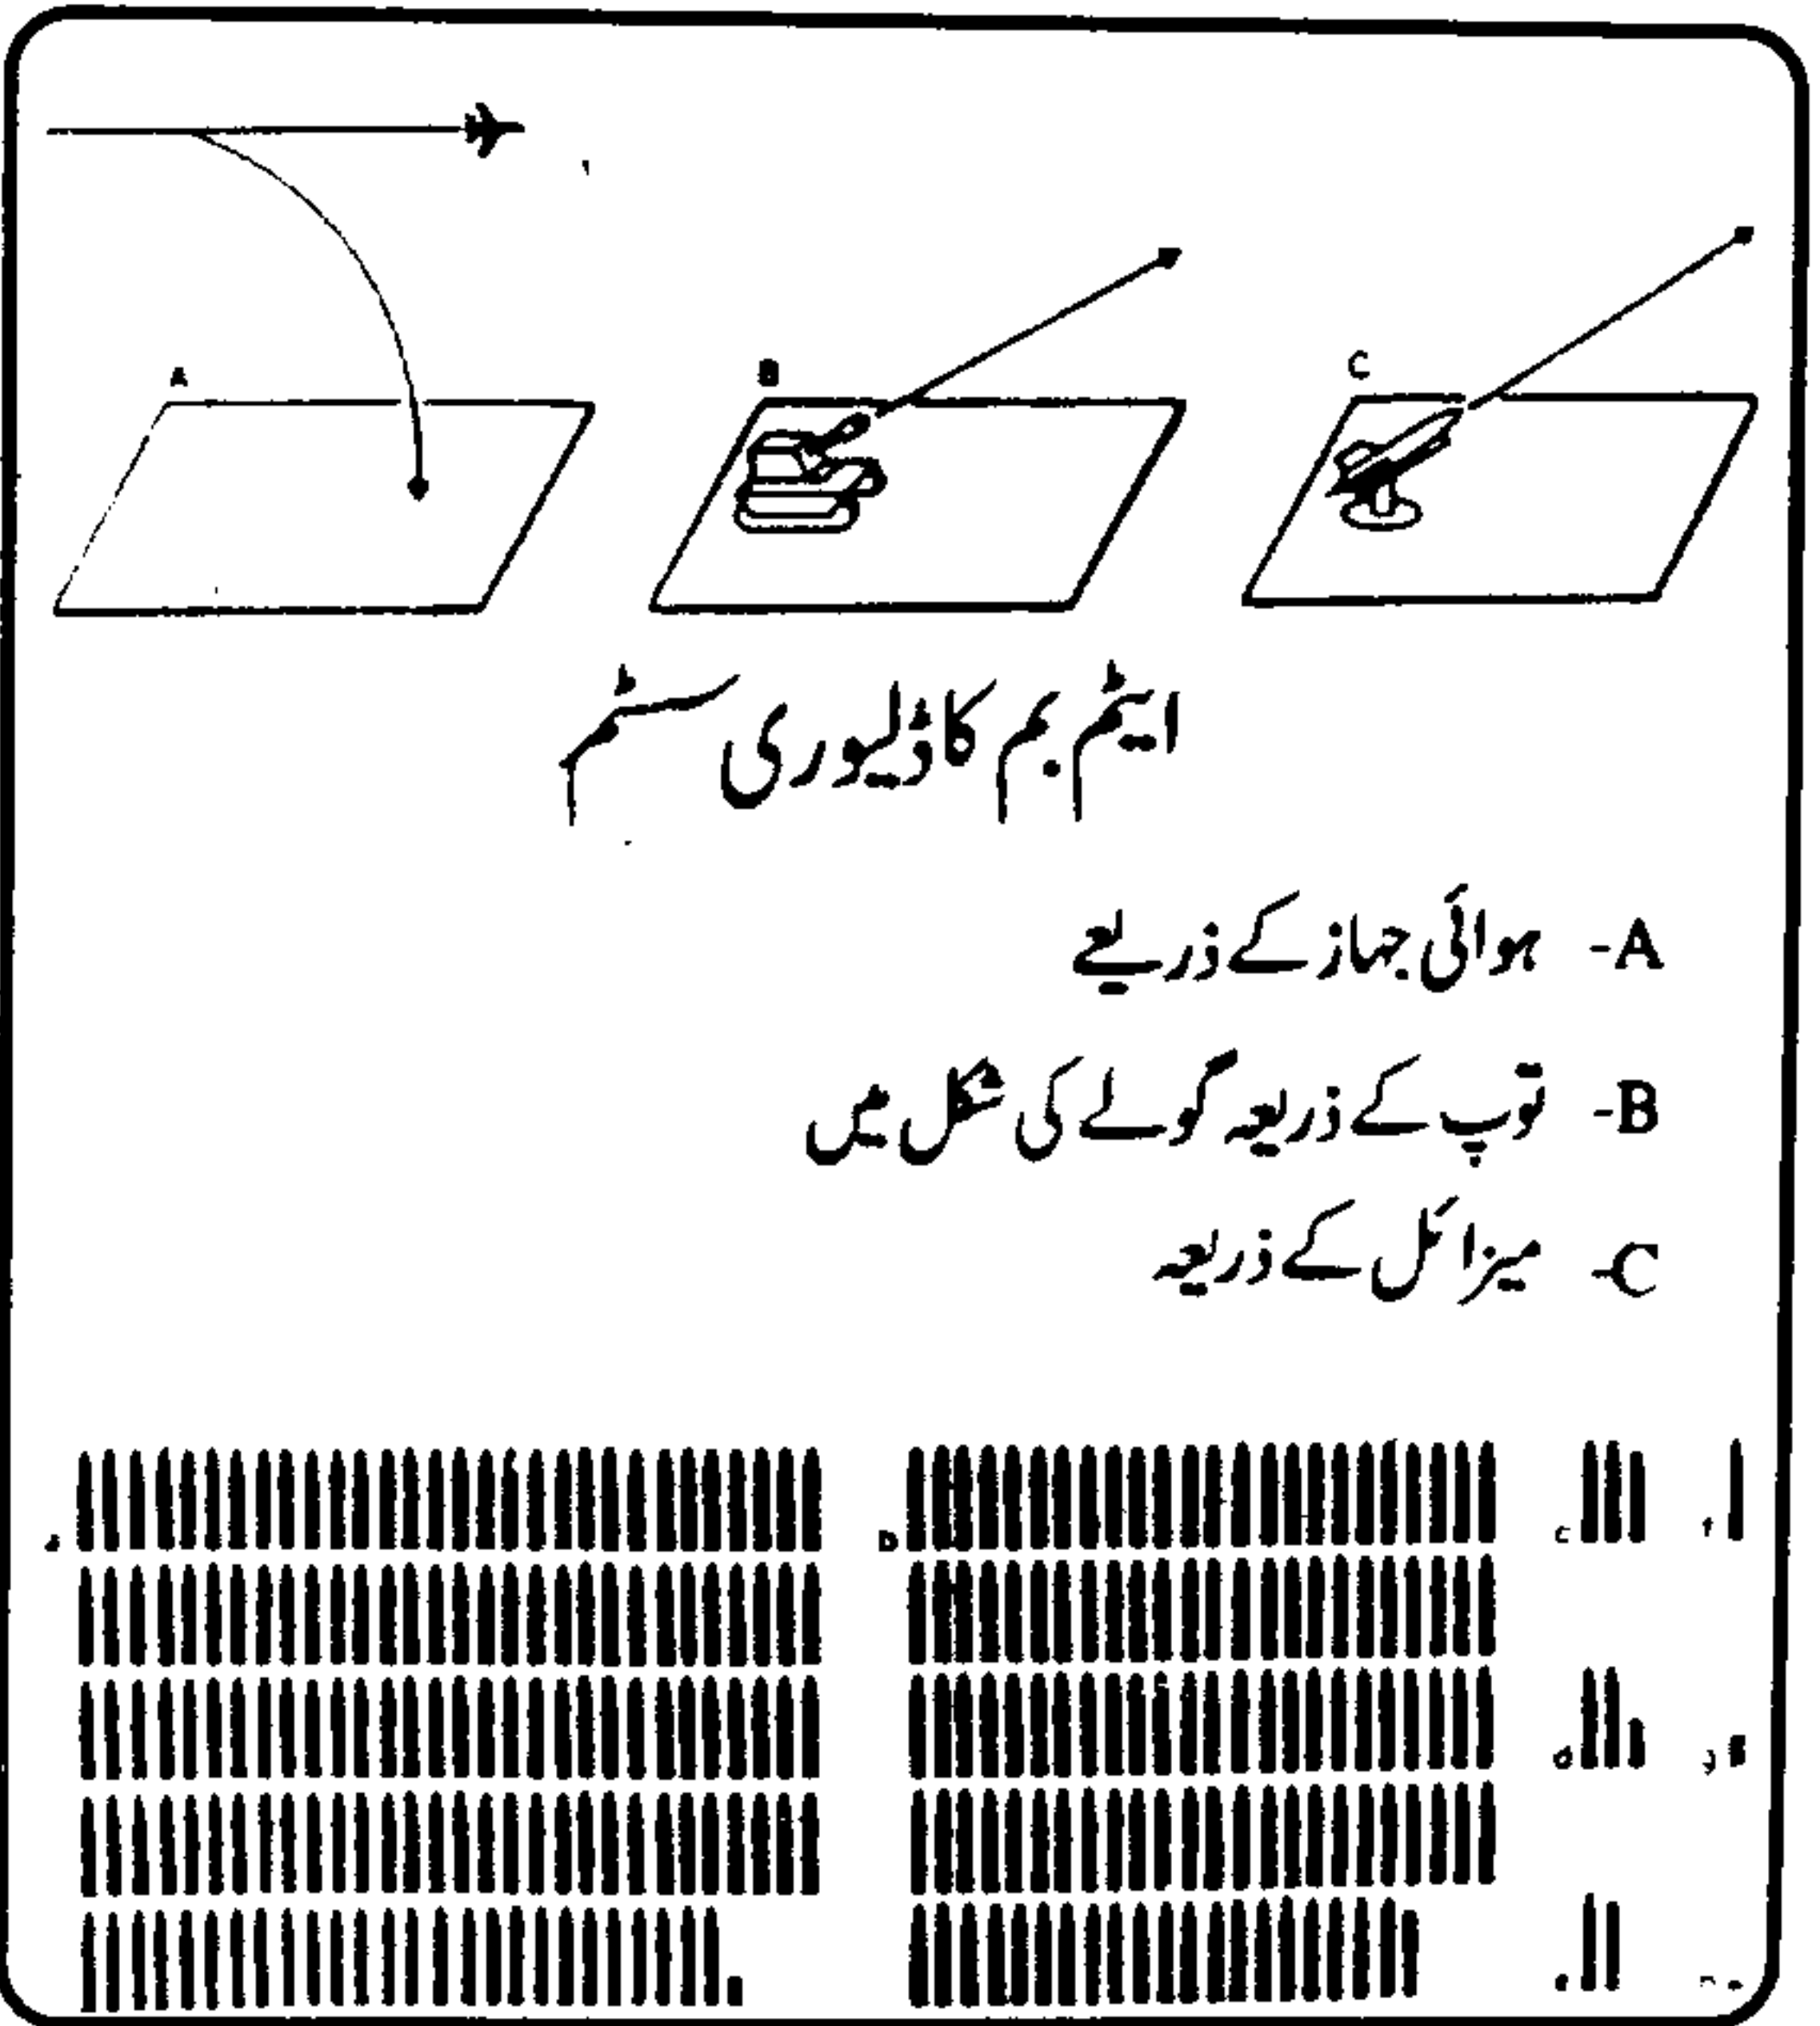 A B C
ایٹم بم کا ڈلیوری سسٹم
A- ہوائی جہاز کے ذریعے
B- توپ کے ذریعہ گولے کی شکل میں
C- میزائل کے ذریعہ
a b c f
d g
e